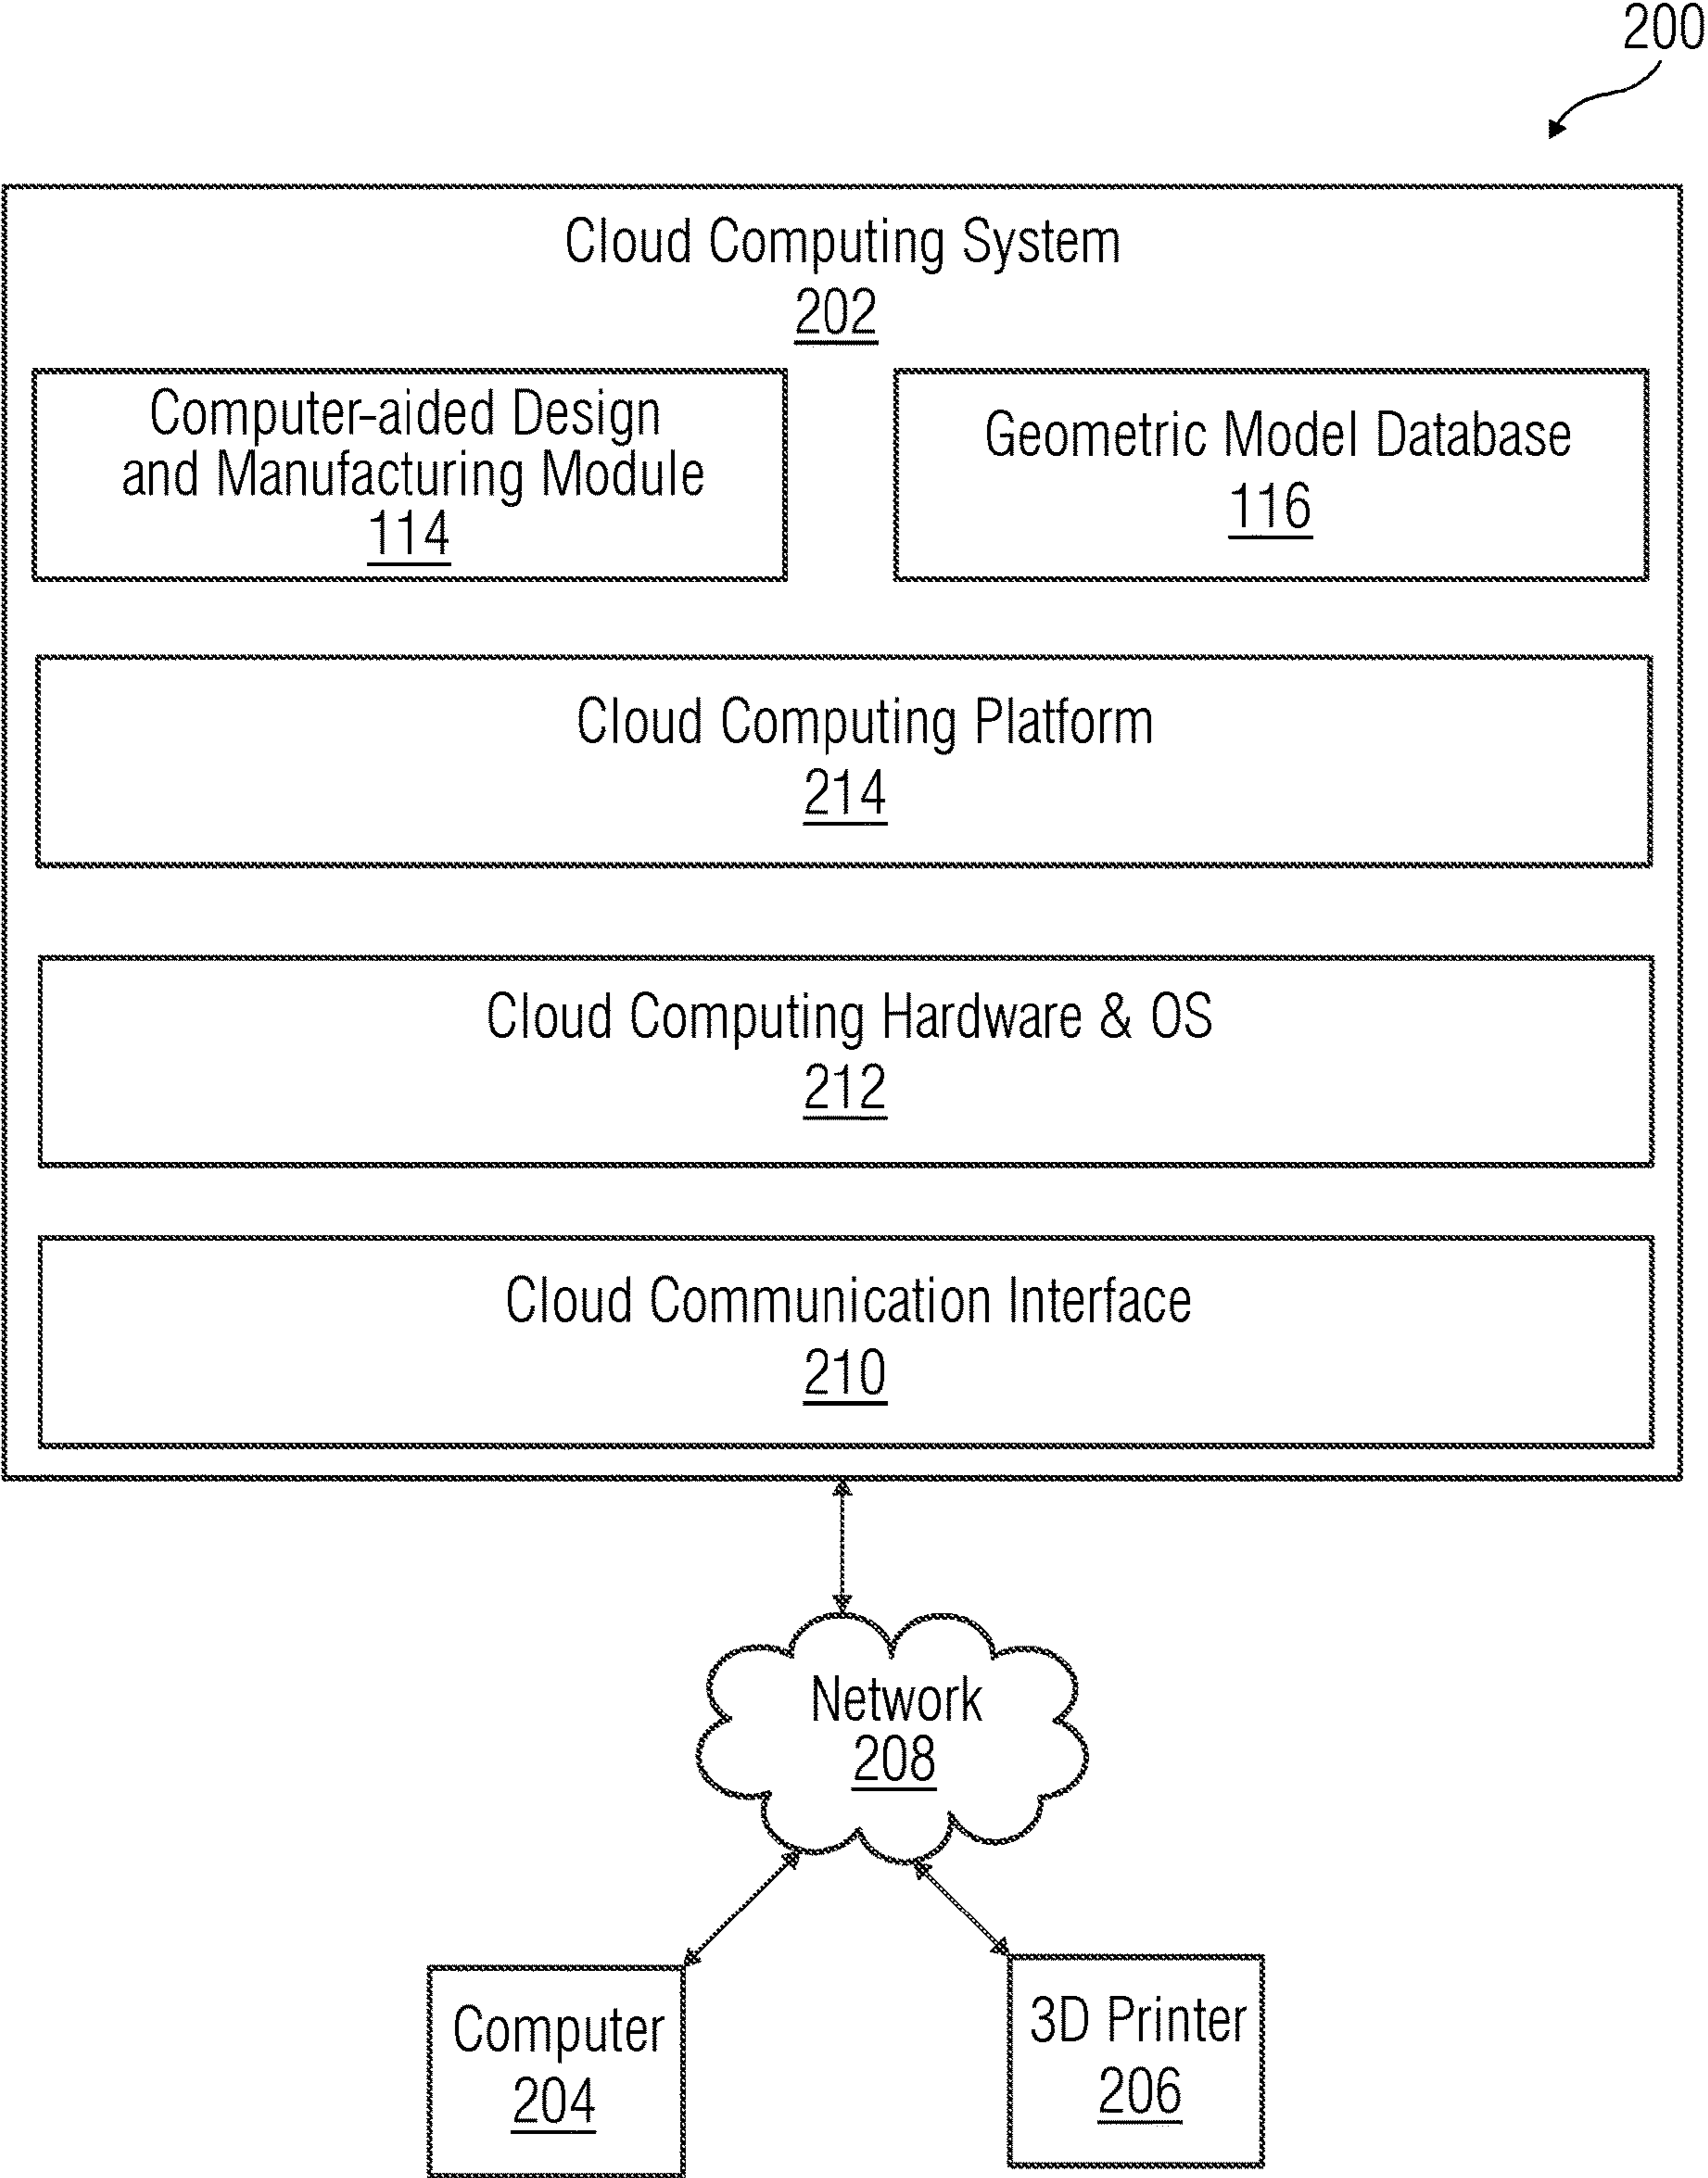 200
Cloud Computing System
202
Computer-aided Design
and Manufacturing Module
114
Geometric Model Database
116
Cloud Computing Platform
214
Cloud Computing Hardware & OS
212
Cloud Communication Interface
210
Network
208
Computer
204
3D Printer
206